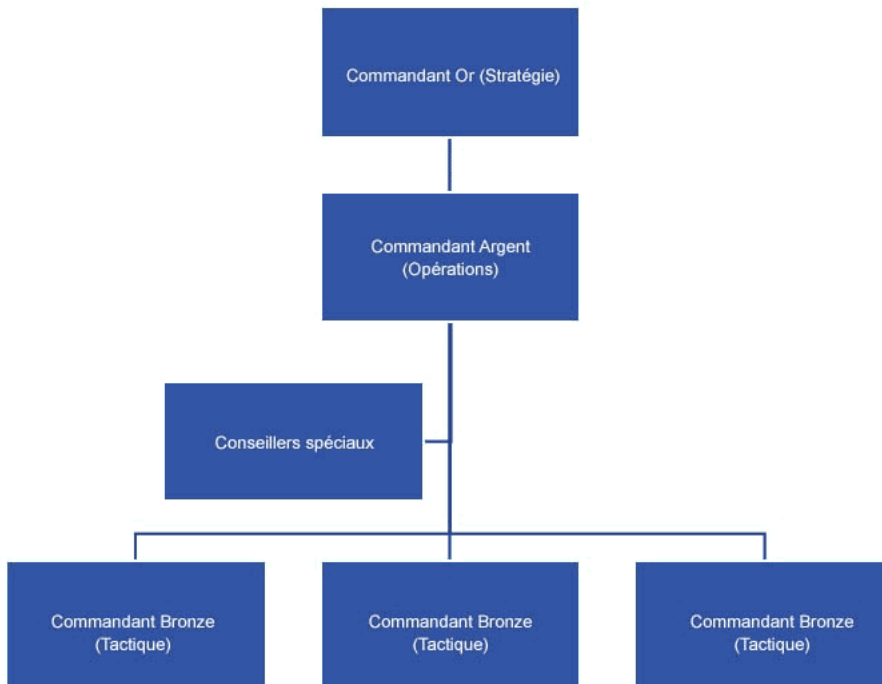 Commandant Or (Stratégie)
Commandant Argent
(Opérations)
Conseillers spéciaux
Commandant Bronze
(Tactique)
Commandant Bronze
(Tactique)
Commandant Bronze
(Tactique)